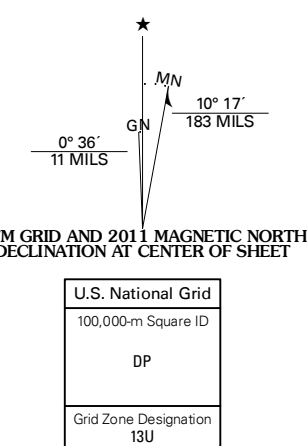 ★
MN
10° 17´
183 MILS
GN
0° 36´
11 MILS
M GRID AND 2011 MAGNETIC NORTH
DECLINATION AT CENTER OF SHEET
U.S. National Grid
100,000-m Square ID
DP
Grid Zone Designation
13U